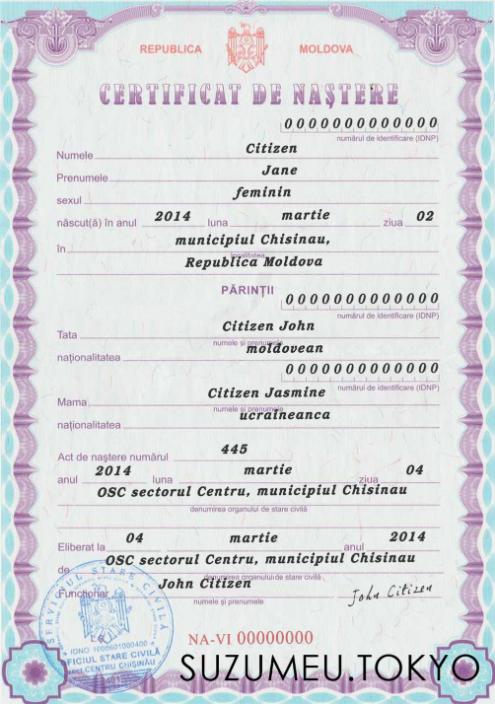 REPUBLICA MOLDOVA
CERTIFICAT DE NAŞTERE
0000000000000
numărul de identificare (IDNP)
Numele Citizen
Prenumele Jane
sexul feminin
născut(ă) în anul 2014 luna martie ziua 02
în municipiul Chisinau,
localitatea
Republica Moldova
PĂRINȚII
0000000000000
numărul de identificare (IDNP)
Tata Citizen John
numele și prenumele
naționalitatea moldovean
0000000000000
numărul de identificare (IDNP)
Mama Citizen Jasmine
numele și prenumele
naționalitatea ucraineanca
Act de naștere numărul 445
anul 2014 luna martie ziua 04
OSC sectorul Centru, municipiul Chisinau
denumirea organului de stare civilă
Eliberat la 04 martie anul 2014
de OSC sectorul Centru, municipiul Chisinau
denumirea organului de stare civilă
Funcționar John Citizen John Citizen
numele și prenumele
SERVICIUL STARE CIVILĂ
IDNO 1006601000400
OFICIUL STARE CIVILĂ
CENTRU CHIȘINĂU
NA-VI 00000000
SUZUMEU.TOKYO